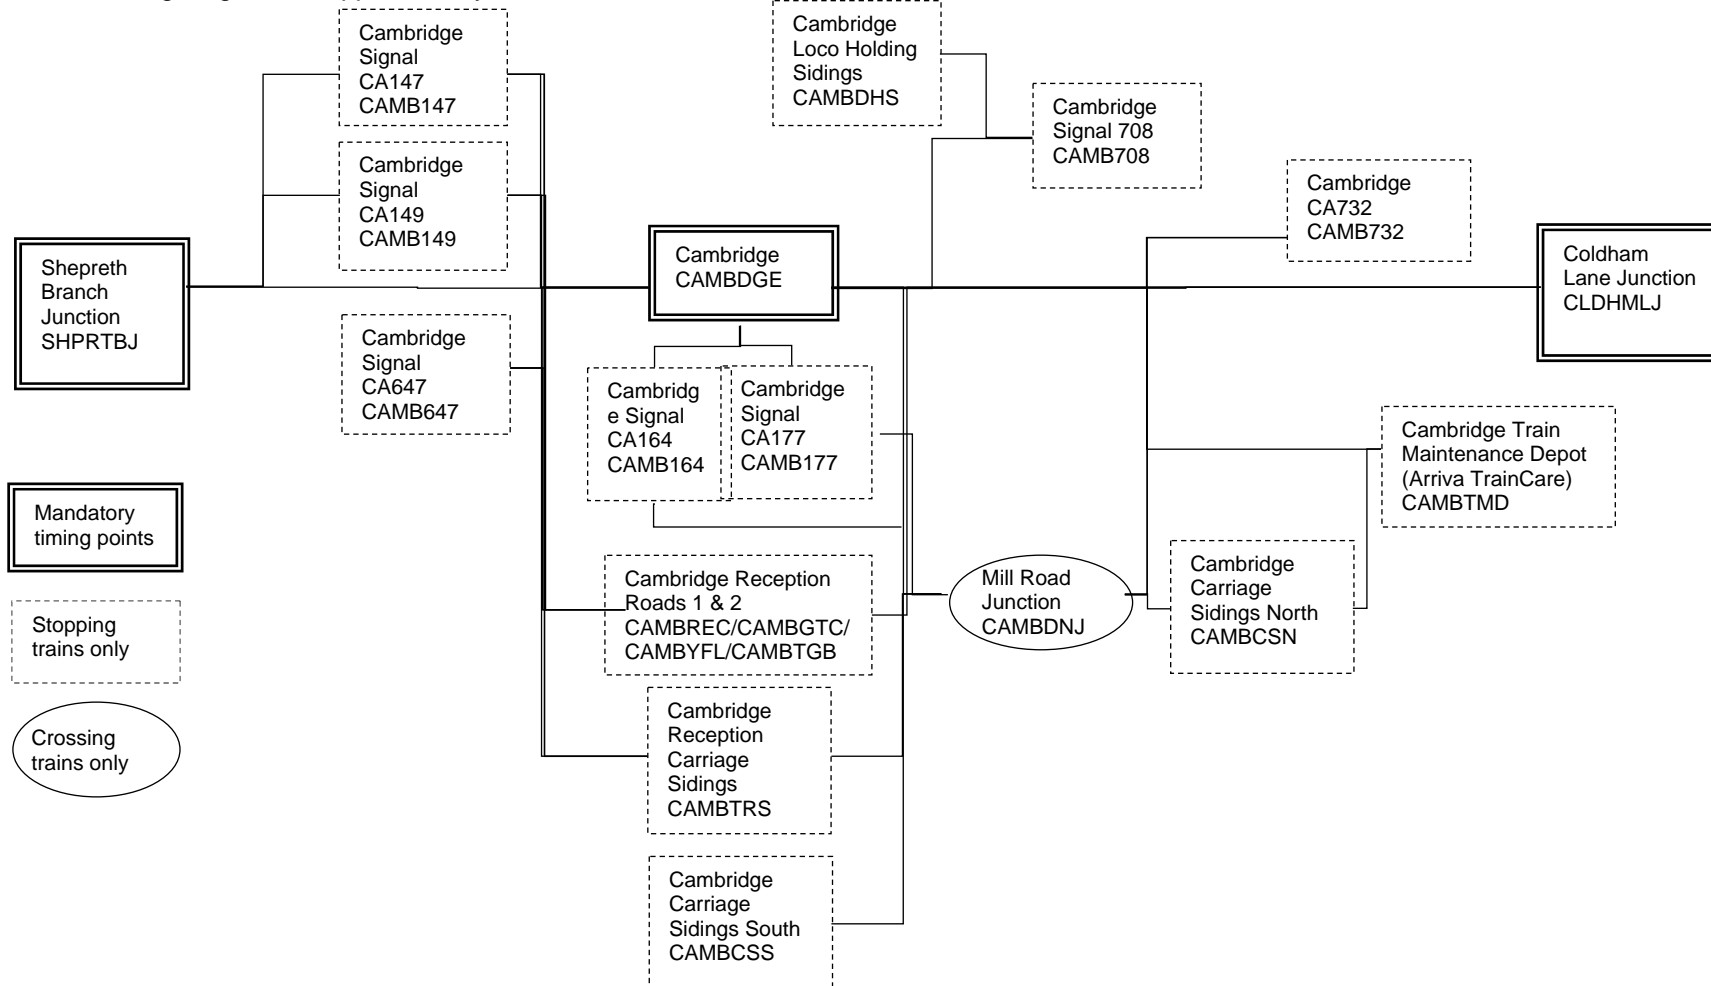 Cambridge
Signal
CA147
CAMB147
Cambridge
Loco Holding
Sidings
CAMBDHS
Cambridge
Signal 708
CAMB708
Cambridge
Signal
CA149
CAMB149
Cambridge
CA732
CAMB732
Shepreth
Branch
Junction
SHPRTBJ
Cambridge
CAMBDGE
Coldham
Lane Junction
CLDHMLJ
Cambridge
Signal
CA647
CAMB647
Cambridg
e Signal
CA164
CAMB164
Cambridge
Signal
CA177
CAMB177
Cambridge Train
Maintenance Depot
(Arriva TrainCare)
CAMBTMD
Mandatory
timing points
Cambridge Reception
Roads 1 & 2
CAMBREC/CAMBGTC/
CAMBYFL/CAMBTGB
Mill Road
Junction
CAMBDNJ
Cambridge
Carriage
Sidings North
CAMBCSN
Stopping
trains only
Cambridge
Reception
Carriage
Sidings
CAMBTRS
Crossing
trains only
Cambridge
Carriage
Sidings South
CAMBCSS